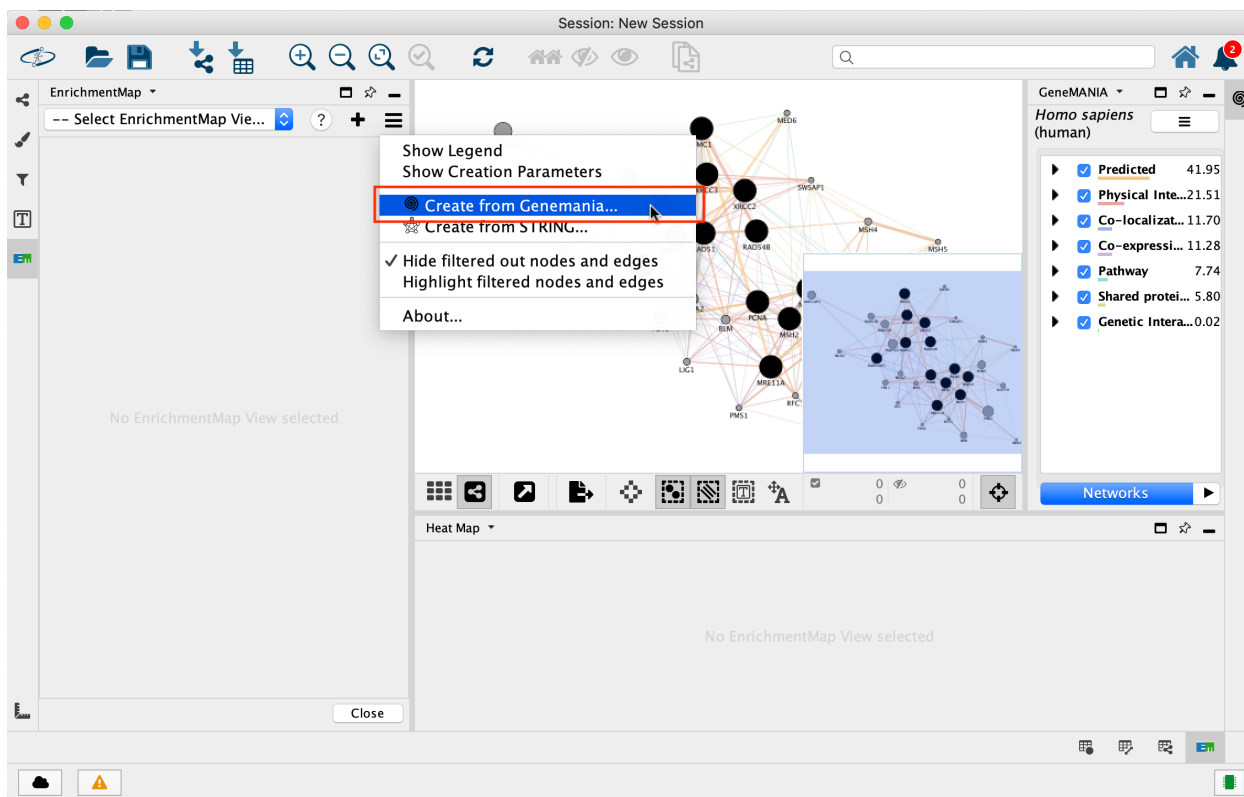 Session: New Session
2
EnrichmentMap
-- Select EnrichmentMap Vie...
?
Show Legend
Show Creation Parameters
Create from Genemania...
Create from STRING...
Hide filtered out nodes and edges
Highlight filtered nodes and edges
About...
No EnrichmentMap View selected
Close
MED6
XRCC2
SWSAP1
RAD54B
MSH4
MSH5
PCNA
BLM
MSH2
LIG1
MRE11A
PMS1
T
A
0
0
0
0
GeneMANIA
Homo sapiens
(human)
Predicted 41.95
Physical Inte... 21.51
Co-localizat... 11.70
Co-expressi... 11.28
Pathway 7.74
Shared protei... 5.80
Genetic Intera... 0.02
Networks
Heat Map
No EnrichmentMap View selected